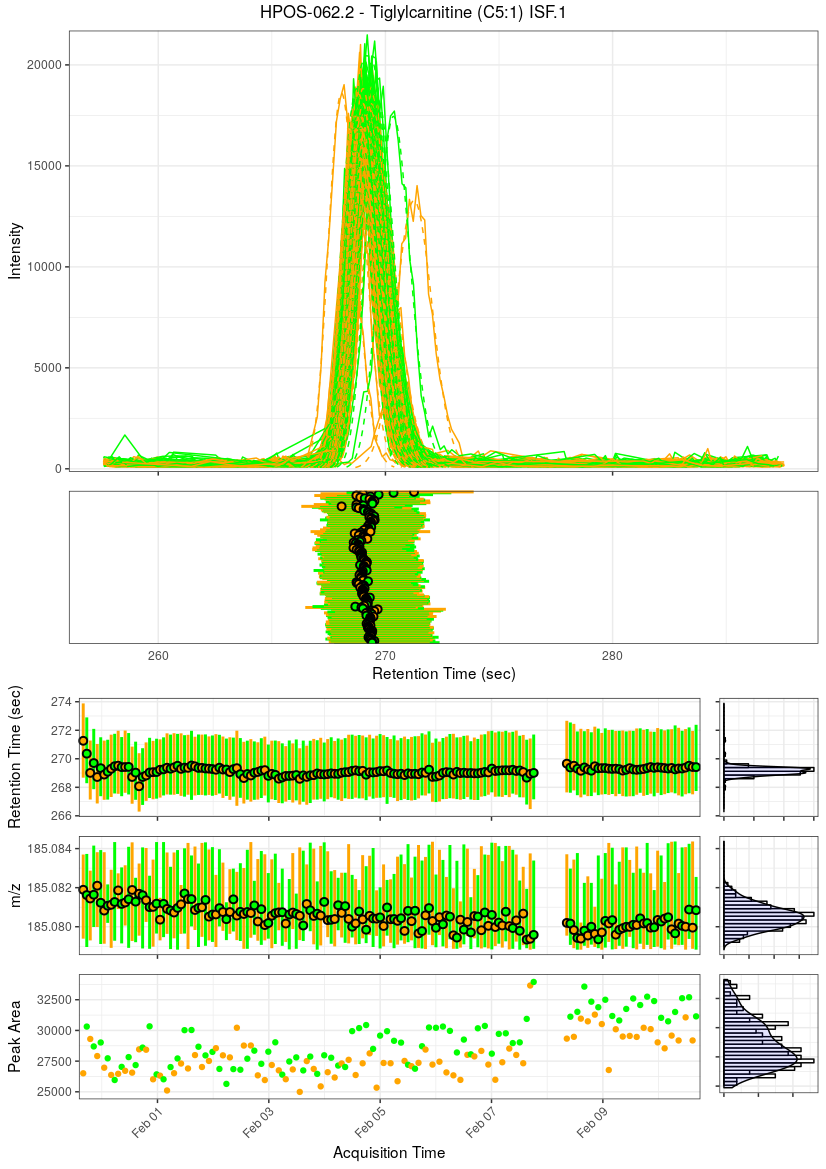 HPOS-062.2 - Tiglylcarnitine (C5:1) ISF.1
20000
15000
10000
5000
0
Intensity
260
270
280
Retention Time (sec)
274
272
270
268
266
Retention Time (sec)
185.084
185.082
185.080
m/z
32500
30000
27500
25000
Peak Area
Feb 01
Feb 03
Feb 05
Feb 07
Feb 09
Acquisition Time